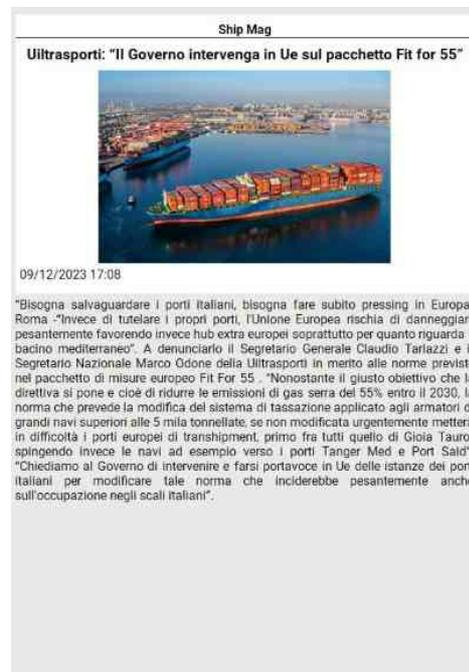 Ship Mag
Uiltrasporti: “Il Governo intervenga in Ue sul pacchetto Fit for 55”
09/12/2023 17:08
"Bisogna salvaguardare i porti italiani, bisogna fare subito pressing in Europa
Roma -“Invece di tutelare i propri porti, l'Unione Europea rischia di danneggiar
pesantemente favorendo invece hub extra europei soprattutto per quanto riguarda
bacino mediterraneo”. A denunciarlo il Segretario Generale Claudio Tarlazzi e i
Segretario Nazionale Marco Odone della Uiltrasporti in merito alle norme previst
nel pacchetto di misure europeo Fit For 55 . “Nonostante il giusto obiettivo che l
direttiva si pone e cioè di ridurre le emissioni di gas serra del 55% entro il 2030, l
norma che prevede la modifica del sistema di tassazione applicato agli armatori d
grandi navi superiori alle 5 mila tonnellate, se non modificata urgentemente metter
in difficoltà i porti europei di transhipment, primo fra tutti quello di Gioia Tauro
spingendo invece le navi ad esempio verso i porti Tanger Med e Port Said”
“Chiediamo al Governo di intervenire e farsi portavoce in Ue delle istanze dei por
italiani per modificare tale norma che inciderebbe pesantemente anch
sull'occupazione negli scali italiani”.